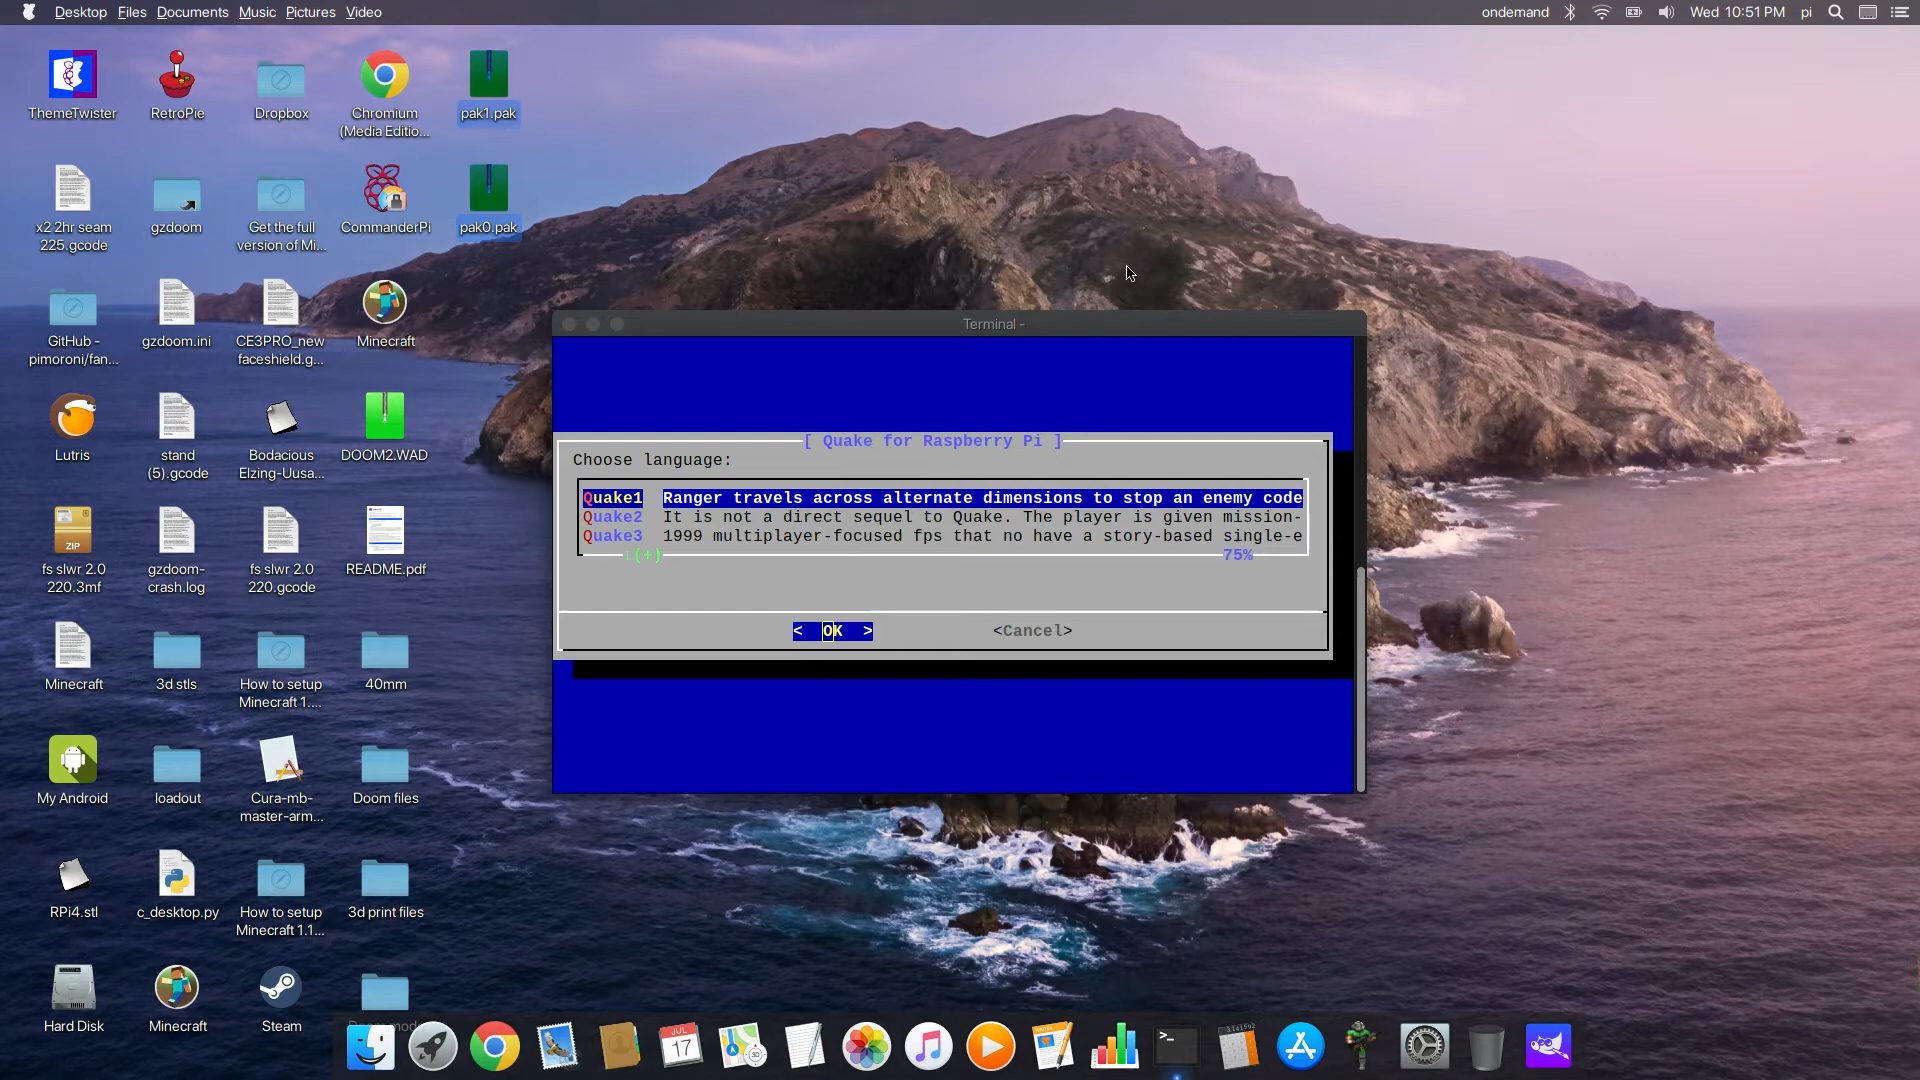 Desktop Files Documents Music Pictures Video
ondemand Wed 10:51 PM pi
ThemeTwister
RetroPie
Dropbox
Chromium
(Media Editio...
pak1.pak
x2 2hr seam
225.gcode
gzdoom
Get the full
version of Mi...
CommanderPi
pak0.pak
GitHub -
pimoroni/fan...
gzdoom.ini
CE3PRO_new
faceshield.g...
Minecraft
Lutris
stand
(5).gcode
Bodacious
Elzing-Uusa...
DOOM2.WAD
ZIP
fs slwr 2.0
220.3mf
gzdoom-
crash.log
fs slwr 2.0
220.gcode
README.pdf
Minecraft
3d stls
How to setup
Minecraft 1....
40mm
My Android
loadout
Cura-mb-
master-arm...
Doom files
RPi4.stl
c_desktop.py
How to setup
Minecraft 1.1...
3d print files
Hard Disk
Minecraft
Steam
Terminal -
[ Quake for Raspberry Pi ]
Choose language:
Quake1 Ranger travels across alternate dimensions to stop an enemy code
Quake2 It is not a direct sequel to Quake. The player is given mission-
Quake3 1999 multiplayer-focused fps that no have a story-based single-e
↓(+) 75%
< OK > <Cancel>
JUL
17
3D
>_